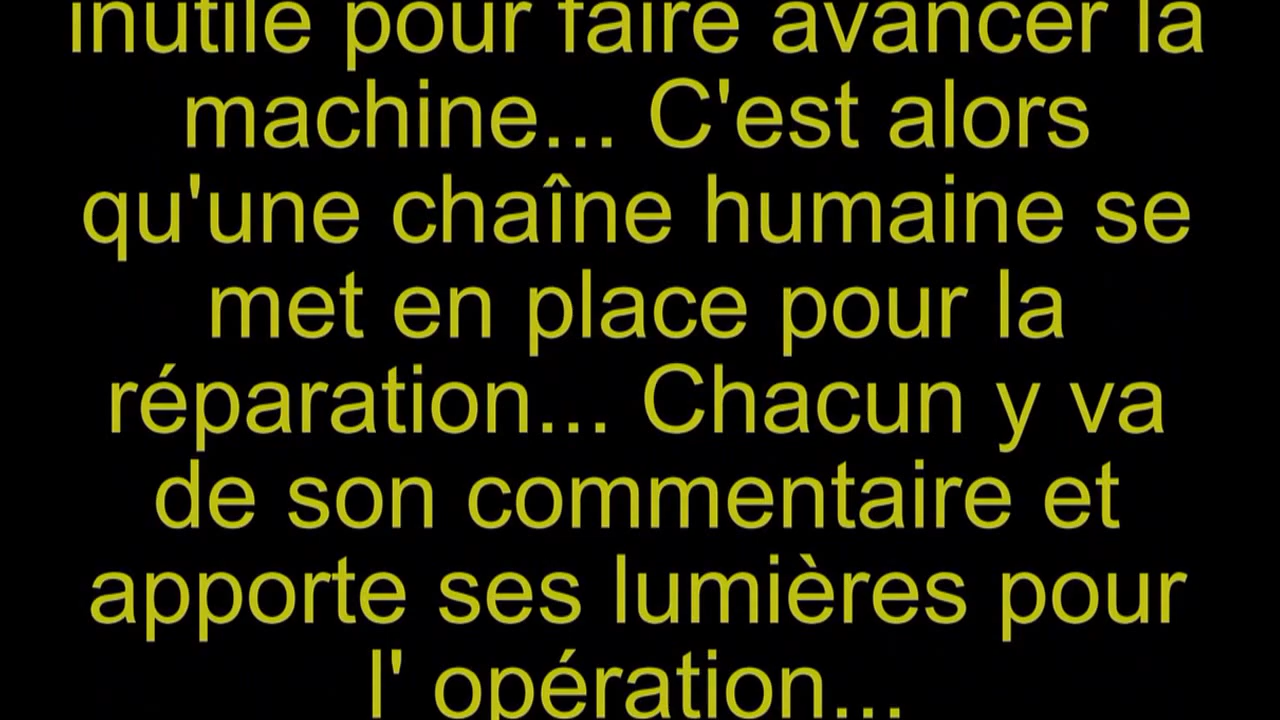 inutile pour faire avancer la
machine... C'est alors
qu'une chaîne humaine se
met en place pour la
réparation... Chacun y va
de son commentaire et
apporte ses lumières pour
l' opération...